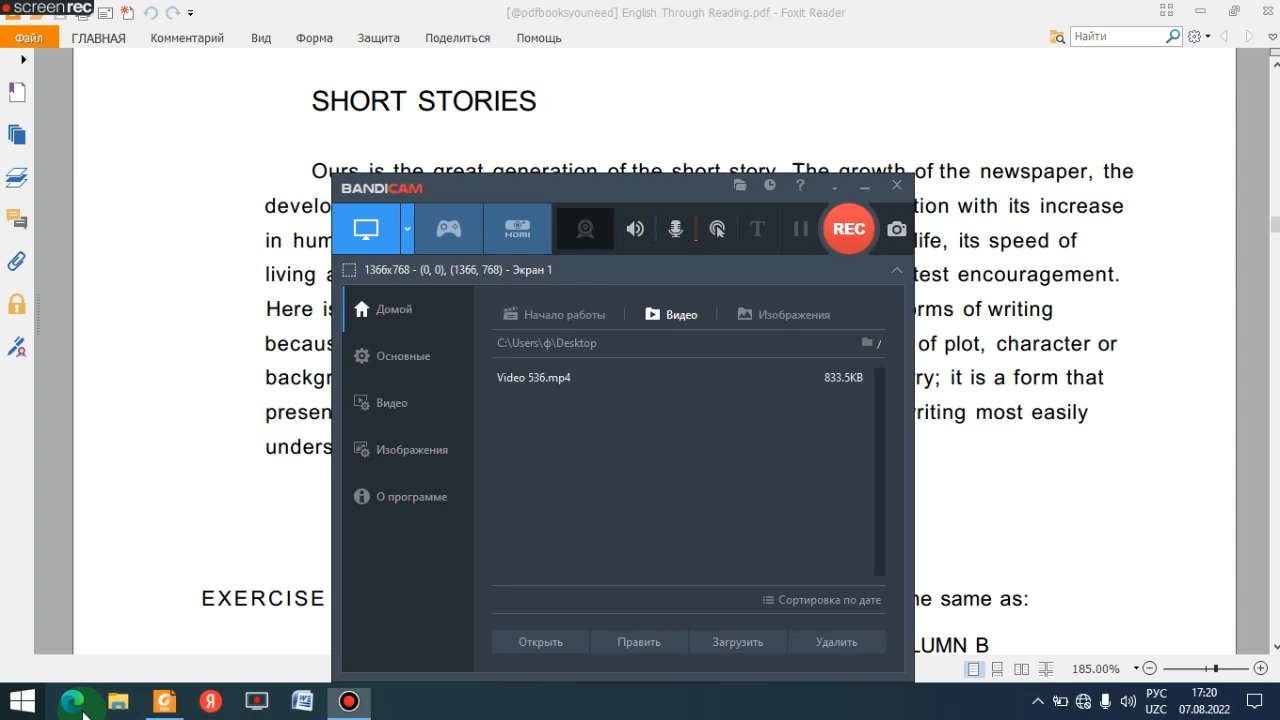 screenrec
[@pdfbooksyouneed] English Through Reading.pdf - Foxit Reader
Файл ГЛАВНАЯ Комментарий Вид Форма Защита Поделиться Помощь
Найти
SHORT STORIES
Ours is the great generation of the short story. The growth of the newspaper, the
develo
tion with its increase
in hum
life, its speed of
living a
test encouragement.
Here is
rms of writing
becaus
of plot, character or
backgr
ry; it is a form that
presen
riting most easily
unders
EXERCISE
he same as:
LUMN B
BANDICAM
HDMI
T
REC
1366x768 - (0, 0), (1366, 768) - Экран 1
Домой
Основные
Видео
Изображения
О программе
Начало работы Видео Изображения
C:\Users\ф\Desktop
/
Video 536.mp4 833.5KB
Сортировка по дате
Открыть Править Загрузить Удалить
185.00%
РУС
UZC
17:20
07.08.2022